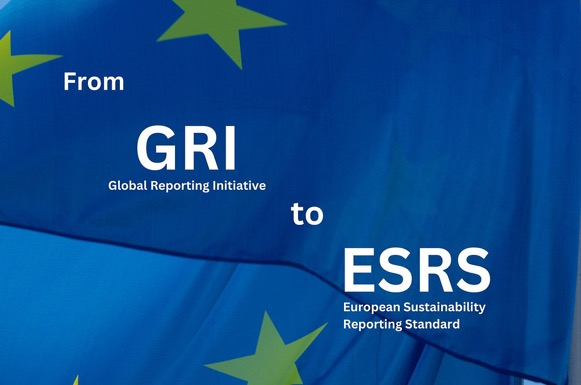 From
GRI
Global Reporting Initiative
to
ESRS
European Sustainability
Reporting Standard